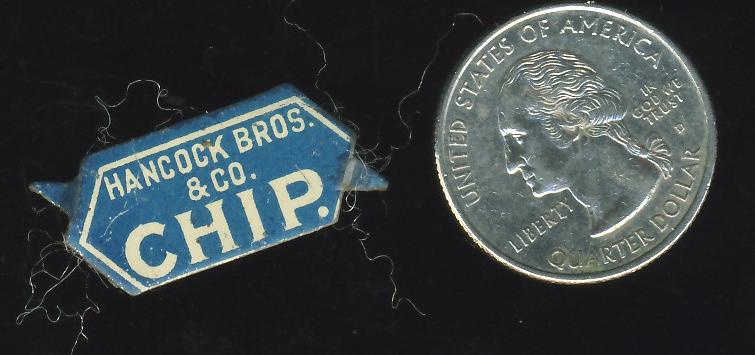 HANCOCK BROS.
& CO.
CHIP.
UNITED STATES OF AMERICA
IN
GOD WE
TRUST
D
LIBERTY
QUARTER DOLLAR